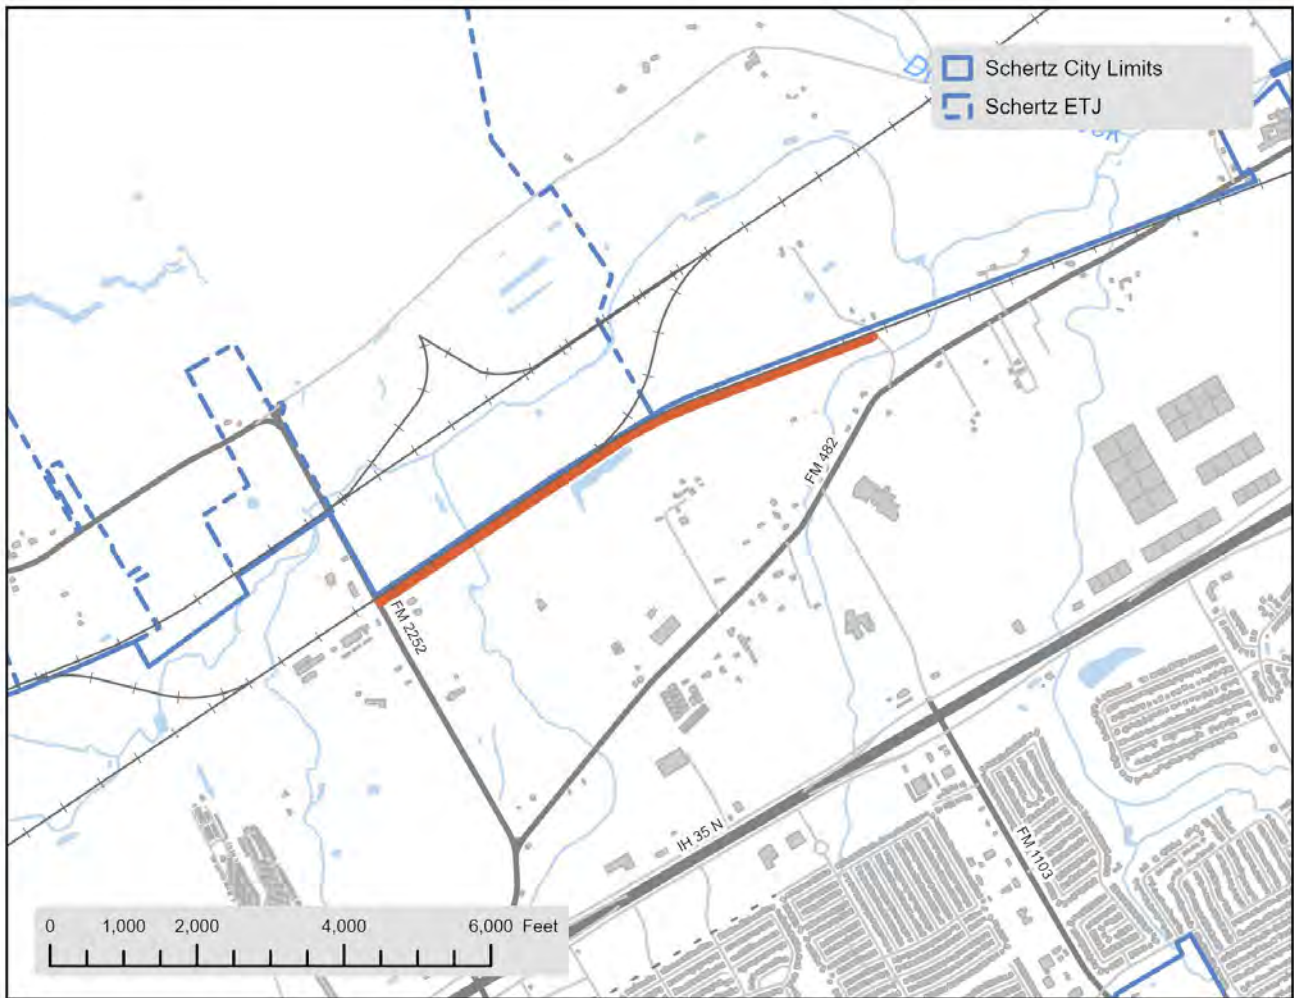 Schertz City Limits
Schertz ETJ
FM 482
FM 2252
IH 35 N
FM 1103
0 1,000 2,000 4,000 6,000 Feet